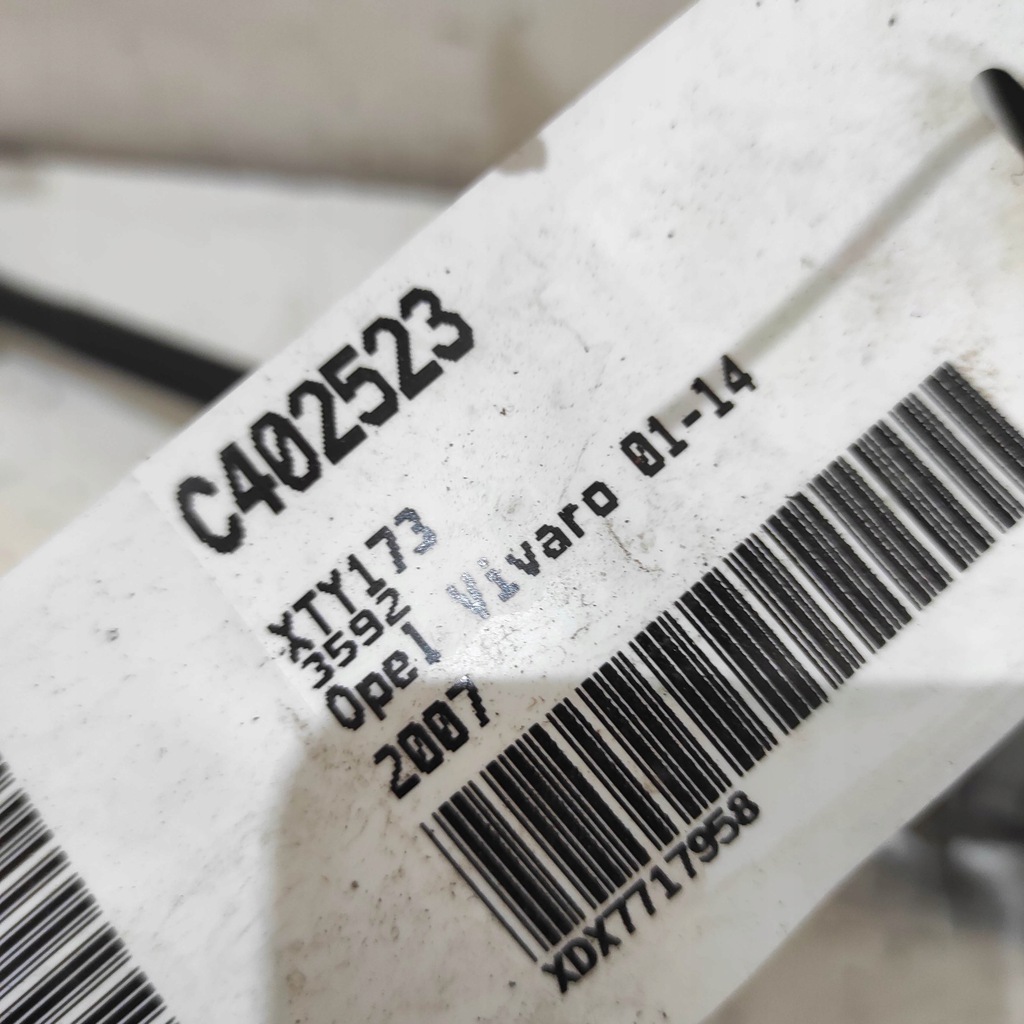 C402523
XTY173
3592
Opel Vivaro 01-14
2007
XDX7717958